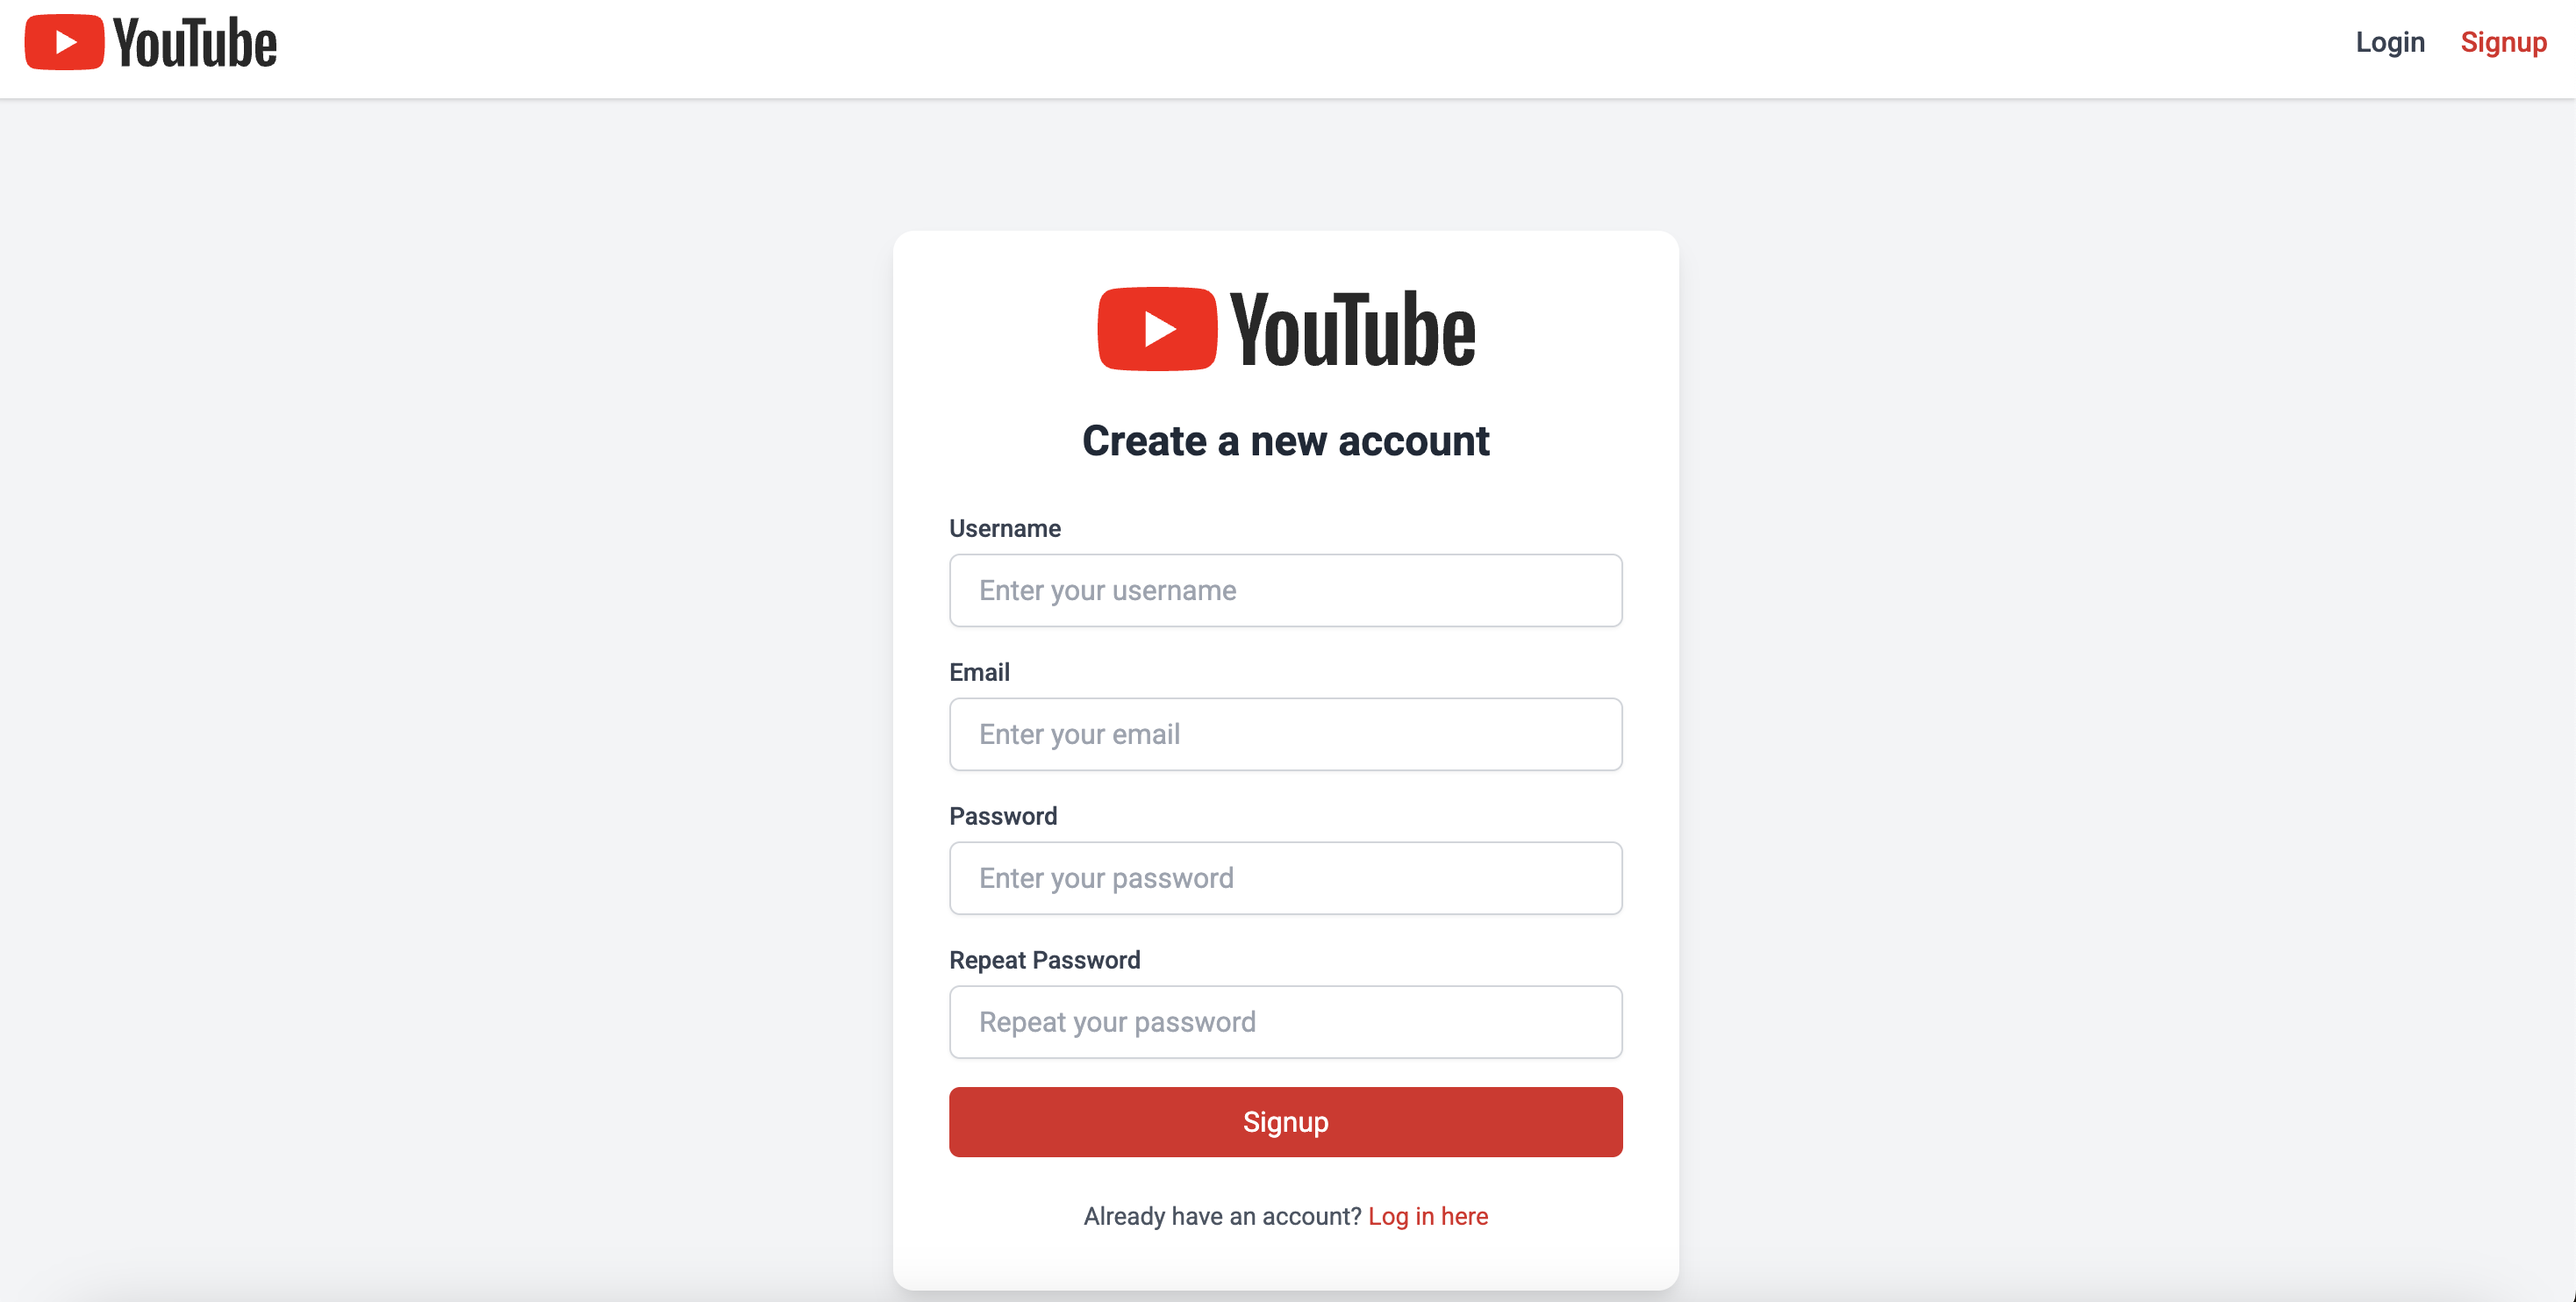 YouTube
Login Signup
YouTube
Create a new account
Username
Enter your username
Email
Enter your email
Password
Enter your password
Repeat Password
Repeat your password
Signup
Already have an account? Log in here